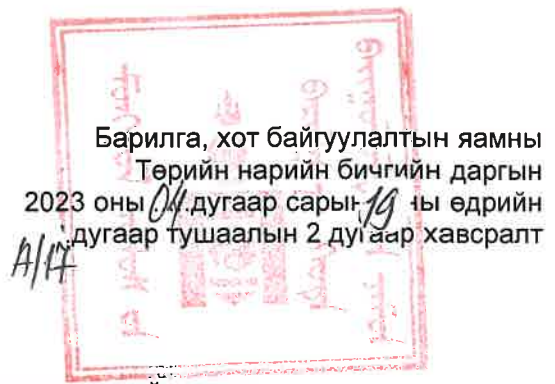 Барилга, хот байгуулалтын яамны
Төрийн нарийн бичгийн даргын
2023 оны 04 дугаар сарын 19 ны өдрийн
А/17 дугаар тушаалын 2 дугаар хавсралт